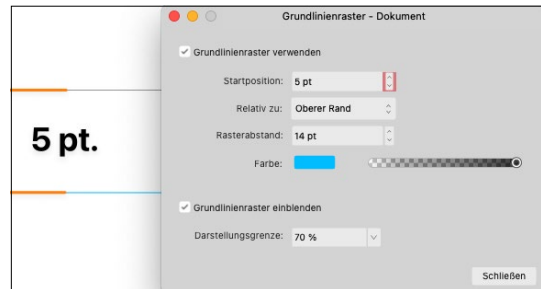 Grundlinienraster - Dokument
Grundlinienraster verwenden
Startposition: 5 pt
Relativ zu: Oberer Rand
5 pt.
Rasterabstand: 14 pt
Farbe:
Grundlinienraster einblenden
Darstellungsgrenze: 70 %
Schließen